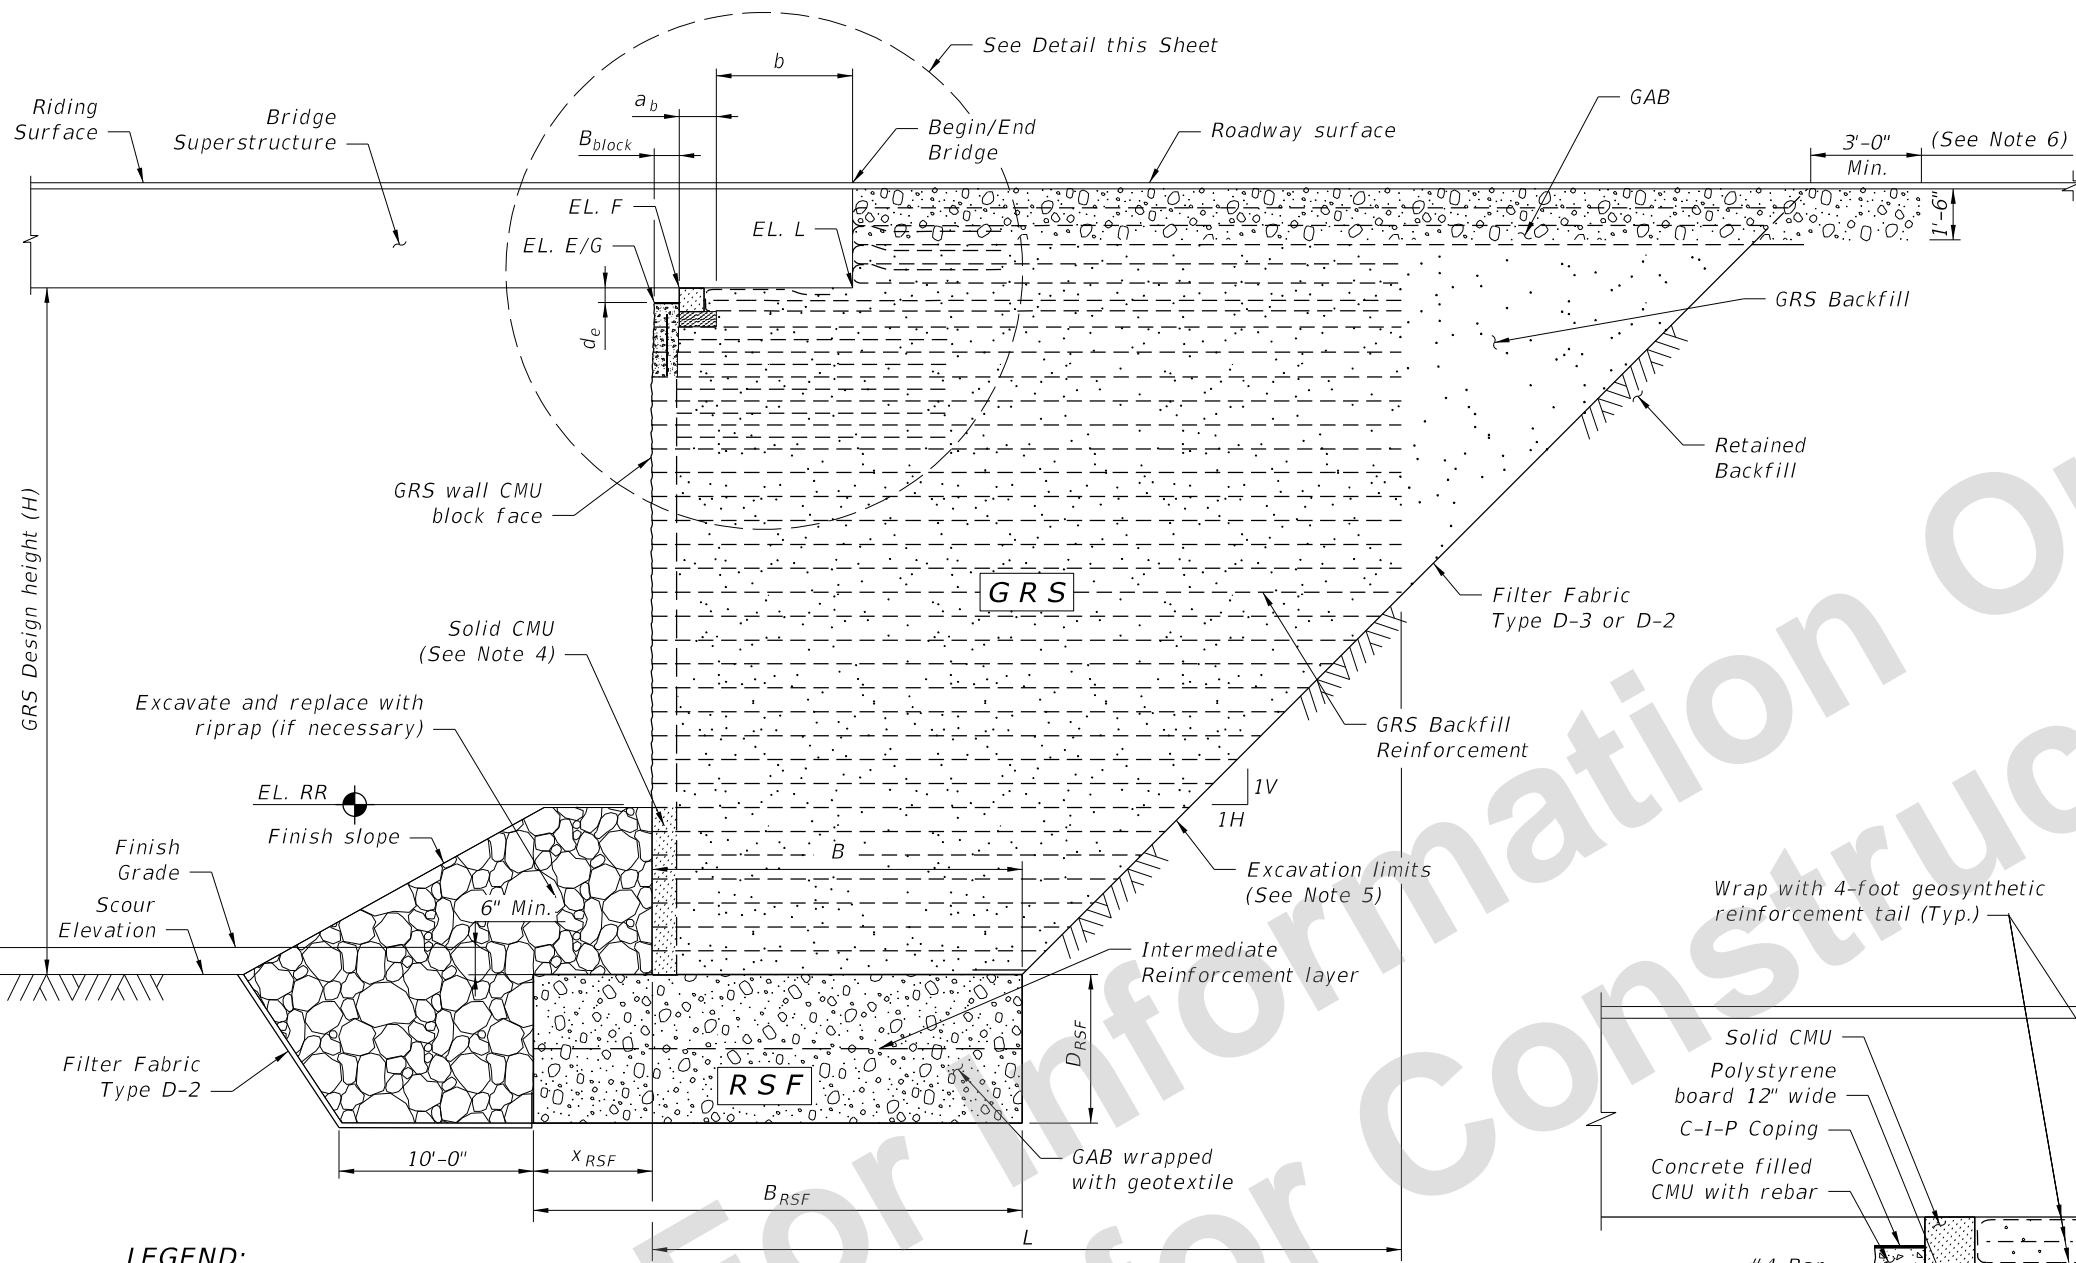 See Detail this Sheet
b
a b
B block
Riding
Surface
Bridge
Superstructure
Begin/End
Bridge
Roadway surface
GAB
3'-0"
Min.
(See Note 6)
1'-6"
EL. F
EL. E/G
EL. L
d e
GRS Backfill
Retained
Backfill
GRS wall CMU
block face
GRS Design height (H)
GRS
Filter Fabric
Type D-3 or D-2
Solid CMU
(See Note 4)
Excavate and replace with
riprap (if necessary)
GRS Backfill
Reinforcement
EL. RR
1V
1H
Finish slope
Finish
Grade
Scour
Elevation
B
6" Min.
Excavation limits
(See Note 5)
Intermediate
Reinforcement layer
Wrap with 4-foot geosynthetic
reinforcement tail (Typ.)
Filter Fabric
Type D-2
RSF
D RSF
Solid CMU
Polystyrene
board 12" wide
C-I-P Coping
Concrete filled
CMU with rebar
10'-0"
x RSF
GAB wrapped
with geotextile
B RSF
L
LEGEND:
#4 Bar
For Information
for